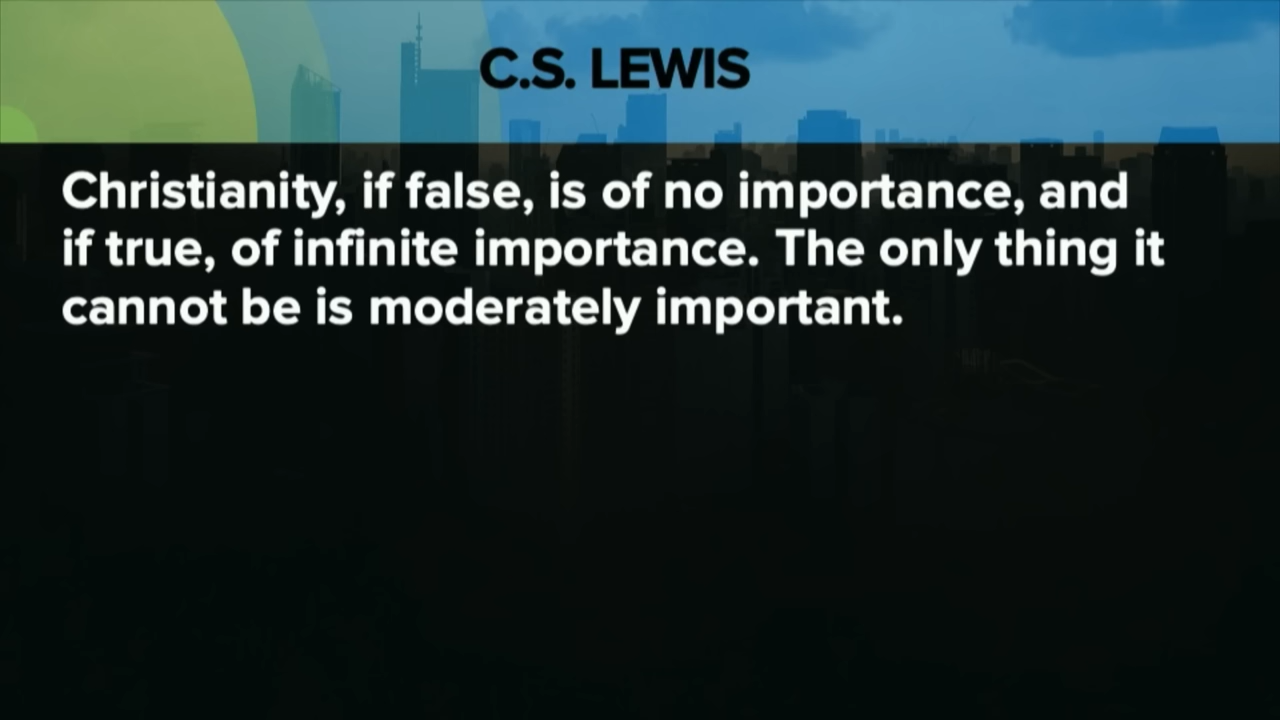 C.S. LEWIS
Christianity, if false, is of no importance, and
if true, of infinite importance. The only thing it
cannot be is moderately important.